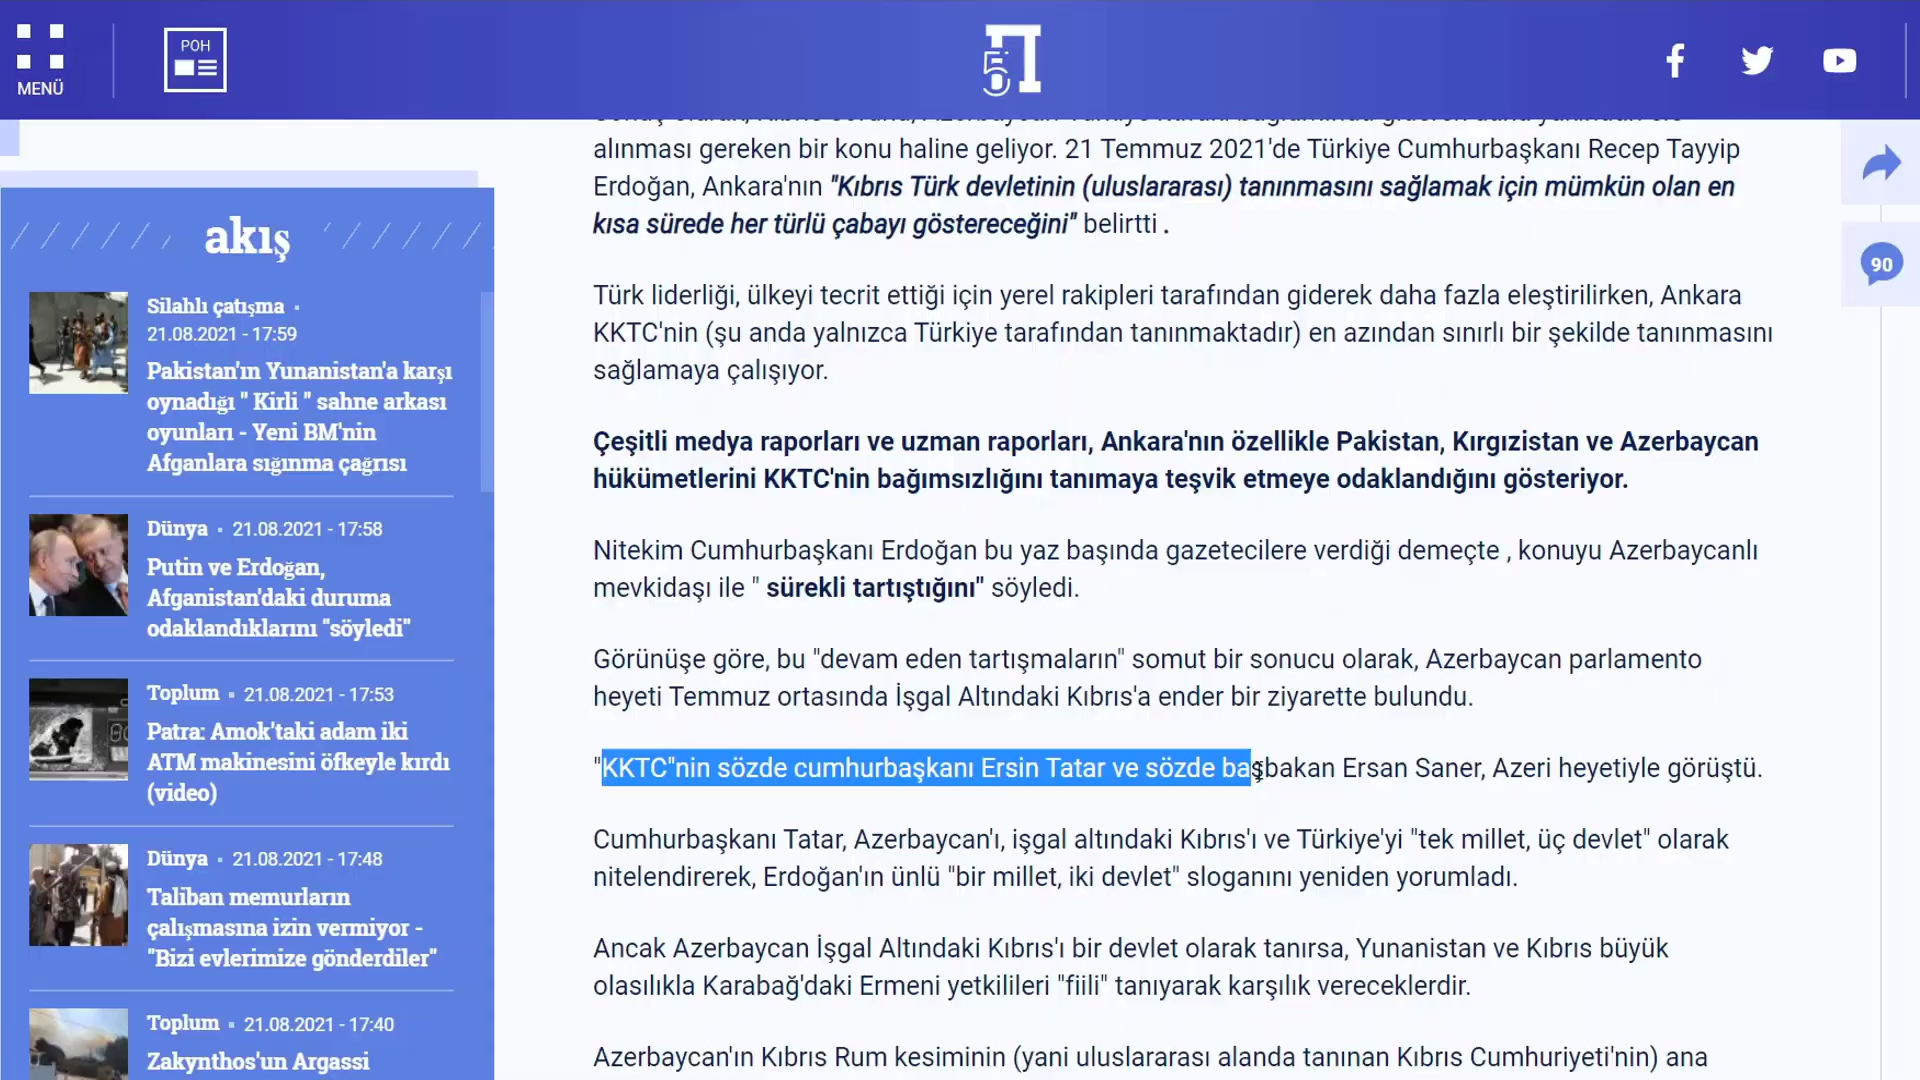 MENÜ
ΡΟΗ
5
Π
alınması gereken bir konu haline geliyor. 21 Temmuz 2021'de Türkiye Cumhurbaşkanı Recep Tayyip
Erdoğan, Ankara'nın "Kıbrıs Türk devletinin (uluslararası) tanınmasını sağlamak için mümkün olan en
kısa sürede her türlü çabayı göstereceğini" belirtti .
Türk liderliği, ülkeyi tecrit ettiği için yerel rakipleri tarafından giderek daha fazla eleştirilirken, Ankara
KKTC'nin (şu anda yalnızca Türkiye tarafından tanınmaktadır) en azından sınırlı bir şekilde tanınmasını
sağlamaya çalışıyor.
Çeşitli medya raporları ve uzman raporları, Ankara'nın özellikle Pakistan, Kırgızistan ve Azerbaycan
hükümetlerini KKTC'nin bağımsızlığını tanımaya teşvik etmeye odaklandığını gösteriyor.
Nitekim Cumhurbaşkanı Erdoğan bu yaz başında gazetecilere verdiği demeçte , konuyu Azerbaycanlı
mevkidaşı ile " sürekli tartıştığını" söyledi.
Görünüşe göre, bu "devam eden tartışmaların" somut bir sonucu olarak, Azerbaycan parlamento
heyeti Temmuz ortasında İşgal Altındaki Kıbrıs'a ender bir ziyarette bulundu.
"KKTC"nin sözde cumhurbaşkanı Ersin Tatar ve sözde başbakan Ersan Saner, Azeri heyetiyle görüştü.
Cumhurbaşkanı Tatar, Azerbaycan'ı, işgal altındaki Kıbrıs'ı ve Türkiye'yi "tek millet, üç devlet" olarak
nitelendirerek, Erdoğan'ın ünlü "bir millet, iki devlet" sloganını yeniden yorumladı.
Ancak Azerbaycan İşgal Altındaki Kıbrıs'ı bir devlet olarak tanırsa, Yunanistan ve Kıbrıs büyük
olasılıkla Karabağ'daki Ermeni yetkilileri "fiili" tanıyarak karşılık vereceklerdir.
Azerbaycan'ın Kıbrıs Rum kesiminin (yani uluslararası alanda tanınan Kıbrıs Cumhuriyeti'nin) ana
akış
Silahlı çatışma
21.08.2021 - 17:59
Pakistan'ın Yunanistan'a karşı
oynadığı " Kirli " sahne arkası
oyunları - Yeni BM'nin
Afganlara sığınma çağrısı
Dünya 21.08.2021 - 17:58
Putin ve Erdoğan,
Afganistan'daki duruma
odaklandıklarını "söyledi"
Toplum 21.08.2021 - 17:53
Patra: Amok'taki adam iki
ATM makinesini öfkeyle kırdı
(video)
Dünya 21.08.2021 - 17:48
Taliban memurların
çalışmasına izin vermiyor -
"Bizi evlerimize gönderdiler"
Toplum 21.08.2021 - 17:40
Zakynthos'un Argassi
90